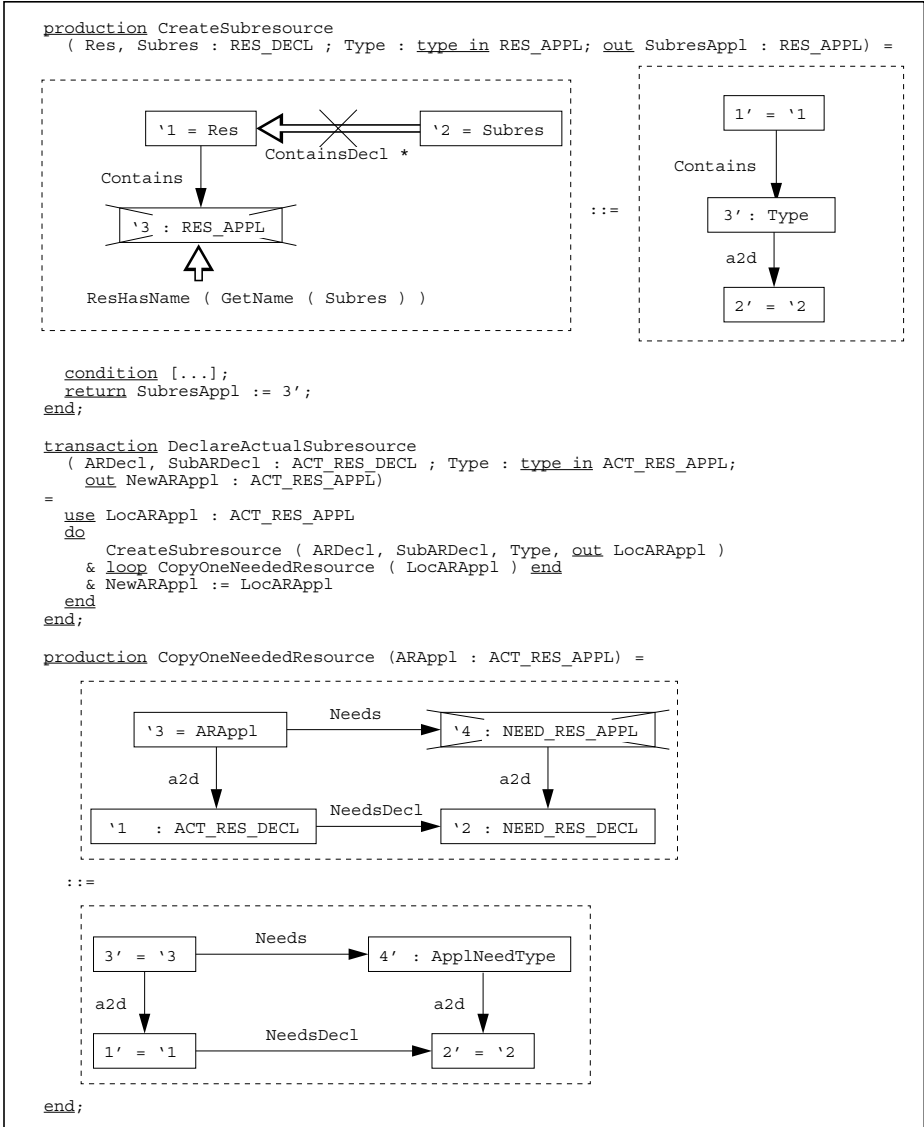 production CreateSubresource
( Res, Subres : RES_DECL ; Type : type in RES_APPL; out SubresAppl : RES_APPL) =
‘1 = Res
‘2 = Subres
ContainsDecl *
Contains
‘3 : RES_APPL
ResHasName ( GetName ( Subres ) )
::=
1’ = ‘1
Contains
3’ : Type
a2d
2’ = ‘2
condition [...];
return SubresAppl := 3’;
end;
transaction DeclareActualSubresource
( ARDecl, SubARDecl : ACT_RES_DECL ; Type : type in ACT_RES_APPL;
out NewARAppl : ACT_RES_APPL)
=
use LocARAppl : ACT_RES_APPL
do
CreateSubresource ( ARDecl, SubARDecl, Type, out LocARAppl )
& loop CopyOneNeededResource ( LocARAppl ) end
& NewARAppl := LocARAppl
end
end;
production CopyOneNeededResource (ARAppl : ACT_RES_APPL) =
‘3 = ARAppl
Needs
‘4 : NEED_RES_APPL
a2d
a2d
‘1 : ACT_RES_DECL
NeedsDecl
‘2 : NEED_RES_DECL
::=
3’ = ‘3
Needs
4’ : ApplNeedType
a2d
a2d
1’ = ‘1
NeedsDecl
2’ = ‘2
end;